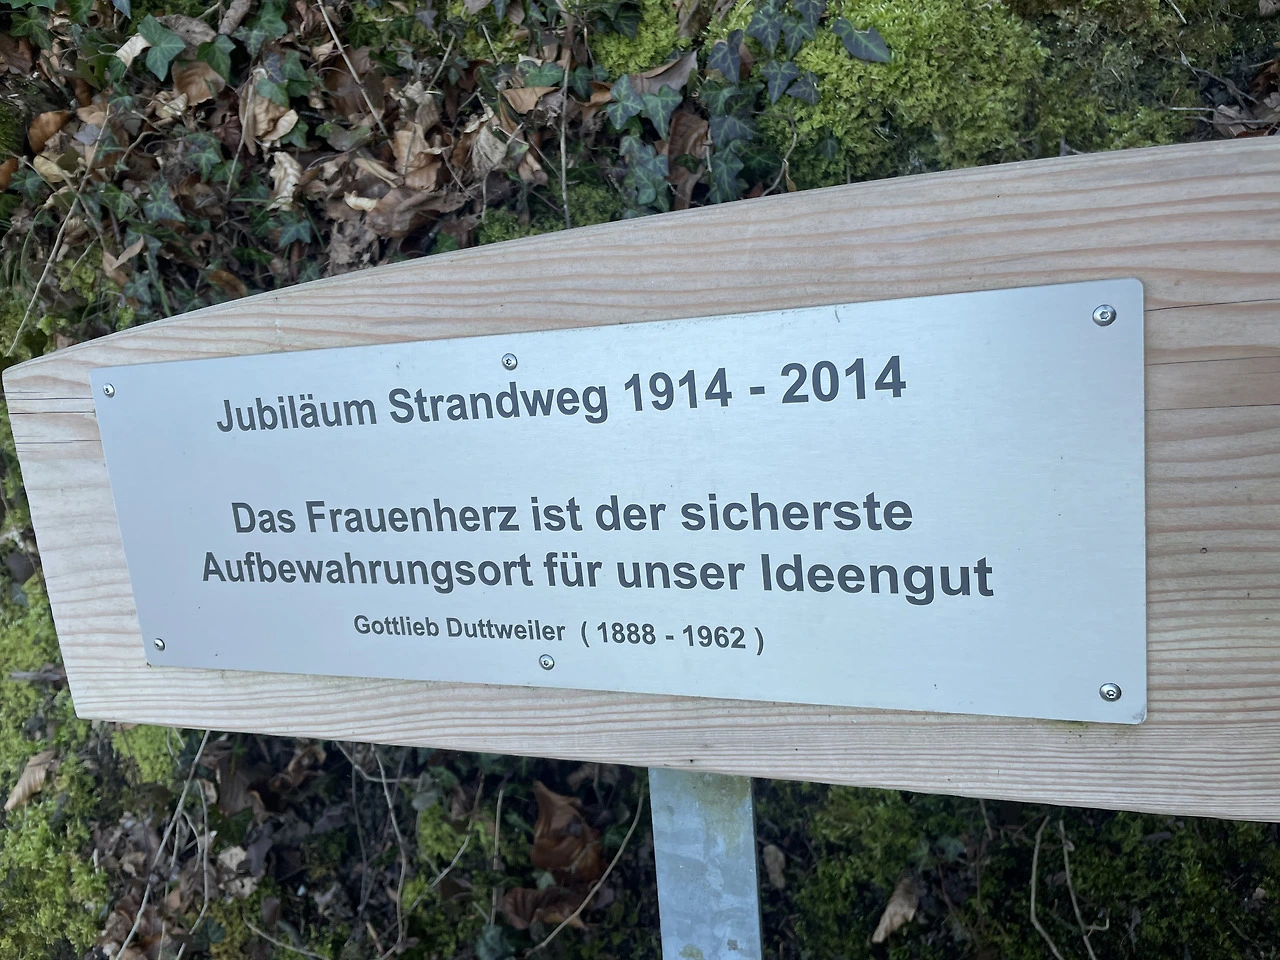 Jubiläum Strandweg 1914 - 2014
Das Frauenherz ist der sicherste
Aufbewahrungsort für unser Ideengut
Gottlieb Duttweiler ( 1888 - 1962 )